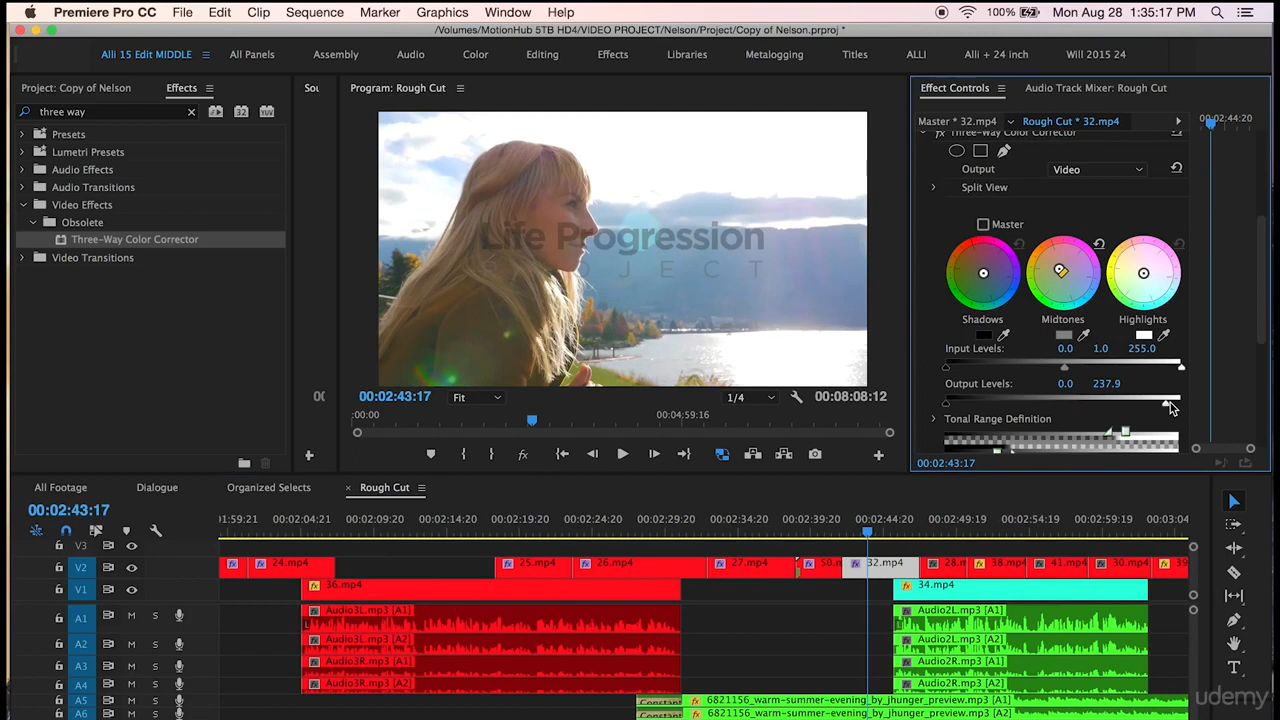 Premiere Pro CC File Edit Clip Sequence Marker Graphics Window Help 100% Mon Aug 28 1:35:17 PM
/Volumes/MotionHub 5TB HD4/VIDEO PROJECT/Nelson/Project/Copy of Nelson.prproj *
Alli 15 Edit MIDDLE All Panels Assembly Audio Color Editing Effects Libraries Metalogging Titles ALLI Alli + 24 inch Will 2015 24
Project: Copy of Nelson Effects Sou Program: Rough Cut Effect Controls Audio Track Mixer: Rough Cut
three way 32 YUV
Master * 32.mp4 Rough Cut * 32.mp4 00:02:44:20
Three-Way Color Corrector
Presets
Lumetri Presets
Audio Effects
Audio Transitions
Video Effects
Obsolete
Three-Way Color Corrector
Video Transitions
Life Progression
PROJECT
Output Video
Split View
Master
Shadows Midtones Highlights
Input Levels: 0.0 1.0 255.0
Output Levels: 0.0 237.9
Tonal Range Definition
00:02:43:17
00:02:43:17 Fit 1/4 00:08:08:12
;00:00 00:04:59:16
All Footage Dialogue Organized Selects × Rough Cut
00:02:43:17
:01:59:21 00:02:04:21 00:02:09:20 00:02:14:20 00:02:19:20 00:02:24:20 00:02:29:20 00:02:34:20 00:02:39:20 00:02:44:20 00:02:49:19 00:02:54:19 00:02:59:19 00:03:04
V3
V2 24.mp4 25.mp4 26.mp4 27.mp4 50.m 32.mp4 28.m 38.mp4 41.mp4 30.mp4 39
V1 36.mp4 34.mp4
A1 M S Audio3L.mp3 [A1] Audio2L.mp3 [A1]
A2 M S Audio3L.mp3 [A2] Audio2L.mp3 [A2]
A3 M S Audio3R.mp3 [A1] Audio2R.mp3 [A1]
A4 M S Audio3R.mp3 [A2] Audio2R.mp3 [A2]
A5 M S Constant 6821156_warm-summer-evening_by_jhunger_preview.mp3 [A1]
A6 M S Constant 6821156_warm-summer-evening_by_jhunger_preview.mp3 [A2]
udemy